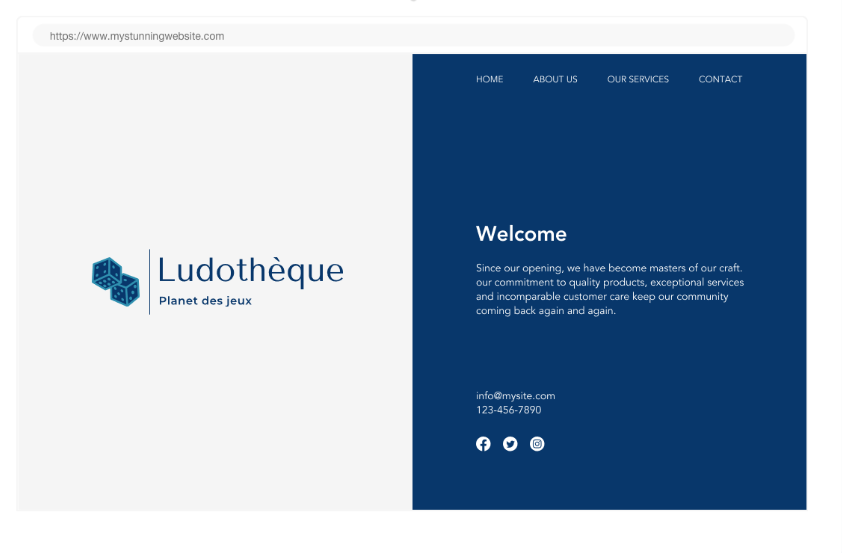 https://www.mystunningwebsite.com
HOME ABOUT US OUR SERVICES CONTACT
Ludothèque
Planet des jeux
Welcome
Since our opening, we have become masters of our craft.
our commitment to quality products, exceptional services
and incomparable customer care keep our community
coming back again and again.
info@mysite.com
123-456-7890